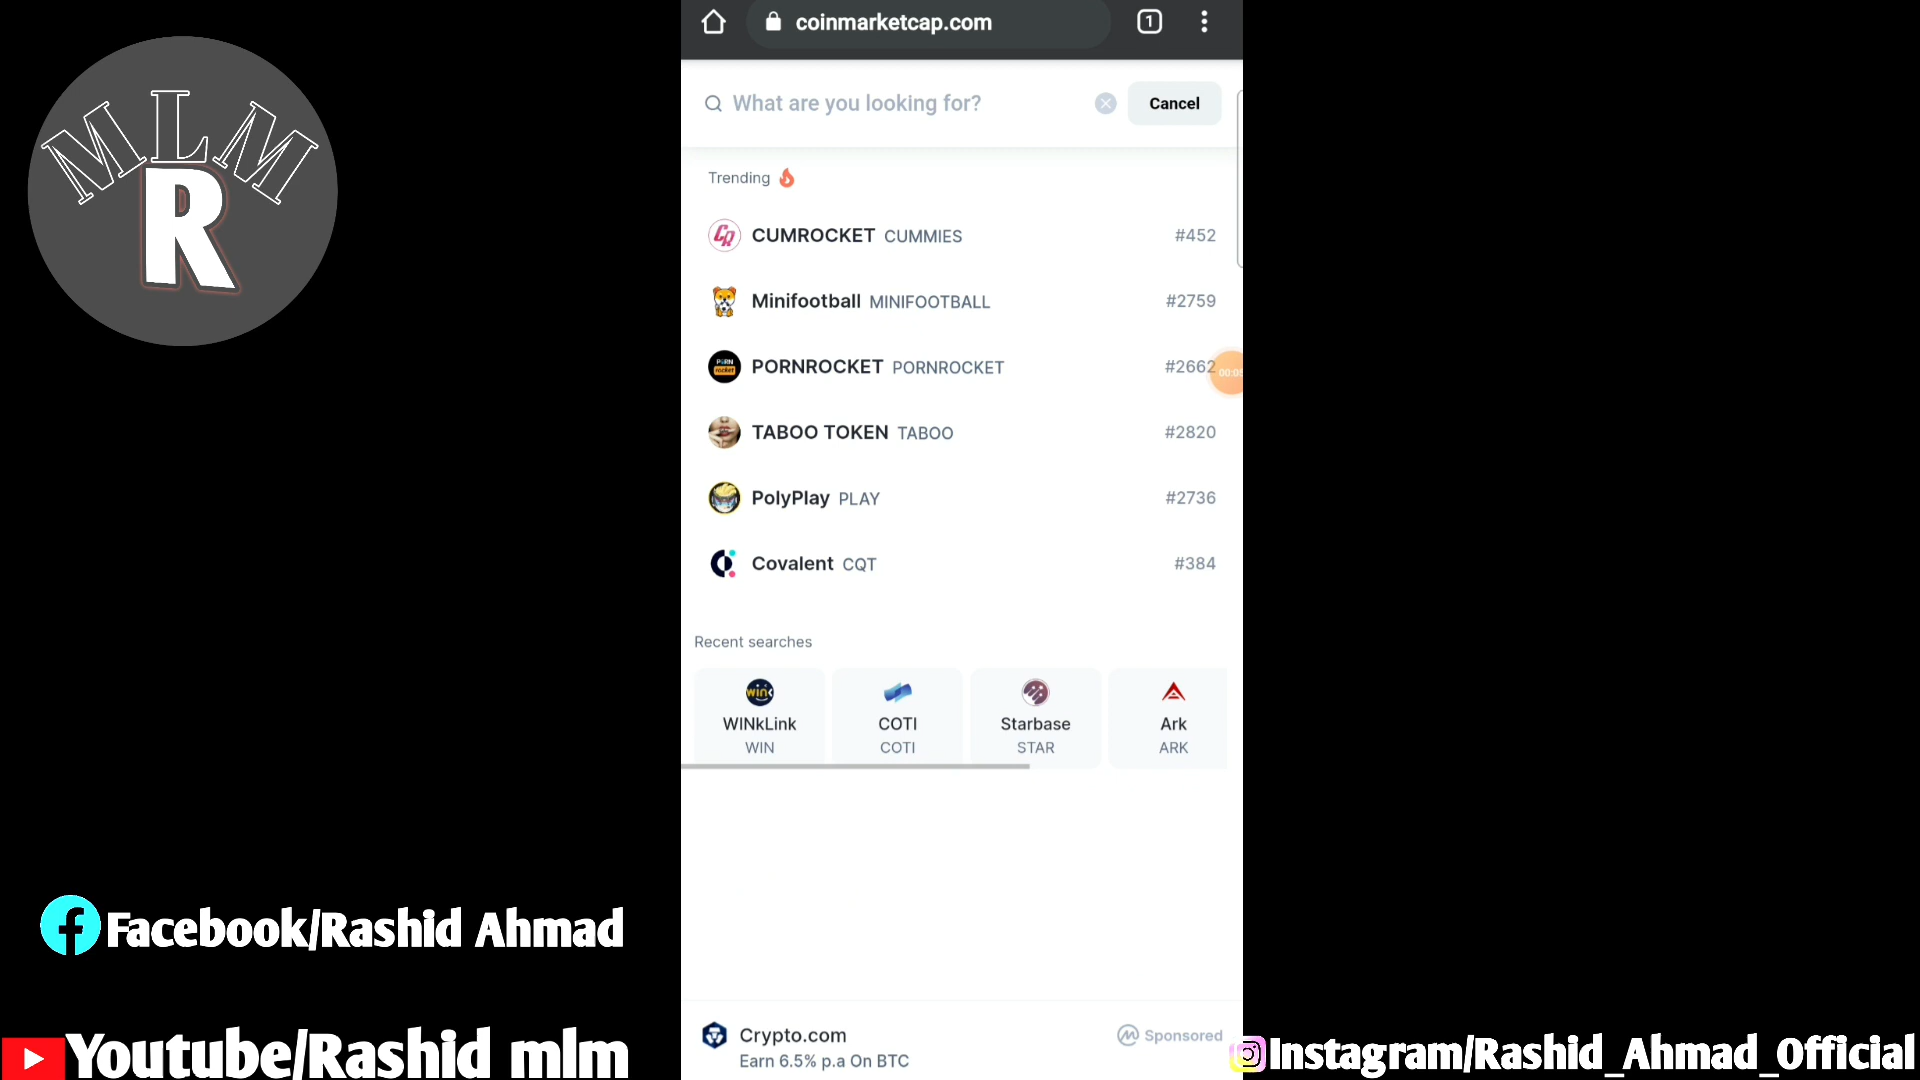 MLM
R
coinmarketcap.com
1
What are you looking for?
Cancel
Trending
CUMROCKET CUMMIES #452
Minifootball MINIFOOTBALL #2759
PORN rocket
PORNROCKET PORNROCKET #2662
TABOO TOKEN TABOO #2820
PolyPlay PLAY #2736
Covalent CQT #384
Recent searches
WINkLink
WIN
COTI
COTI
Starbase
STAR
Ark
ARK
Crypto.com
Sponsored
Earn 6.5% p.a On BTC
Facebook/Rashid Ahmad
Youtube/Rashid mlm
Instagram/Rashid_Ahmad_Official